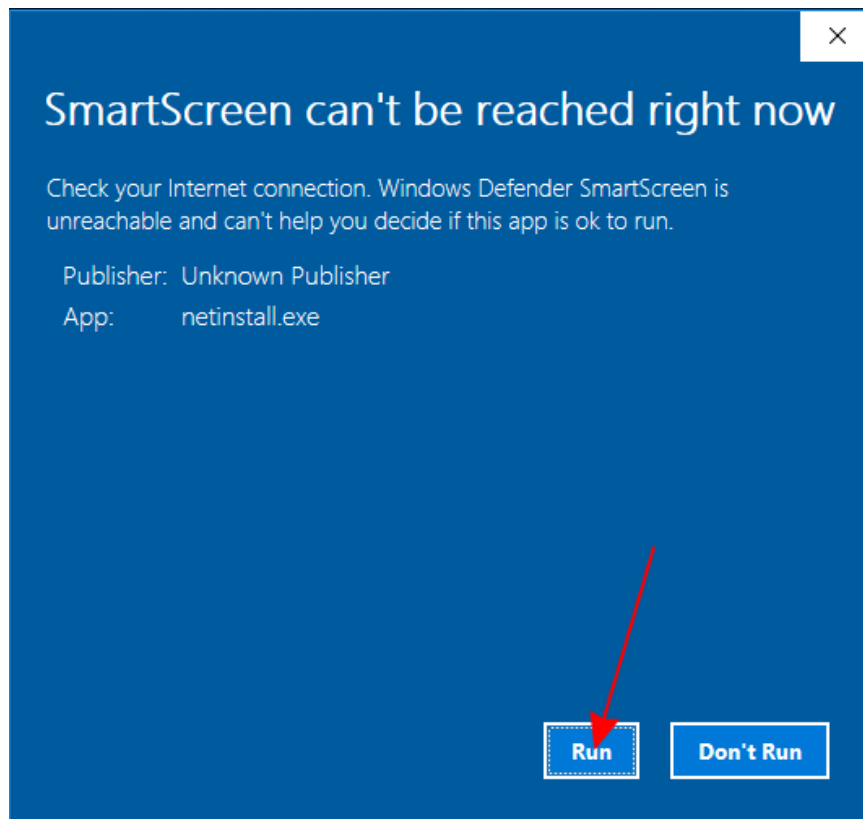 SmartScreen can't be reached right now
Check your Internet connection. Windows Defender SmartScreen is
unreachable and can't help you decide if this app is ok to run.
Publisher: Unknown Publisher
App: netinstall.exe
Run Don't Run